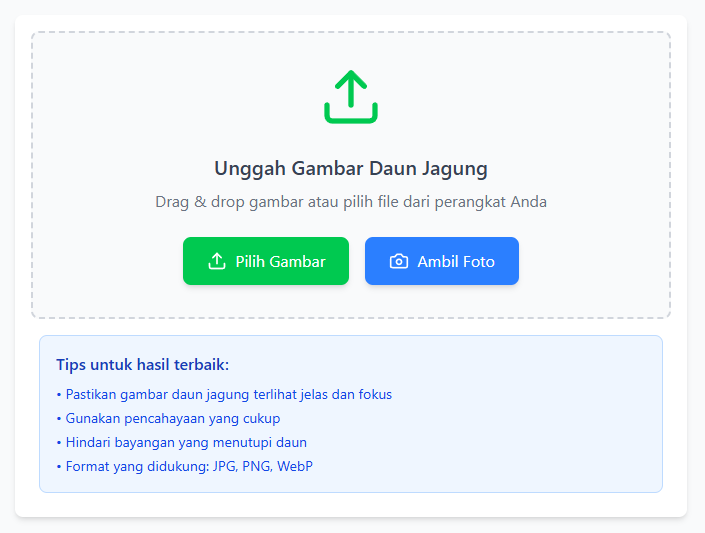 Unggah Gambar Daun Jagung
Drag & drop gambar atau pilih file dari perangkat Anda
Pilih Gambar
Ambil Foto
Tips untuk hasil terbaik:
• Pastikan gambar daun jagung terlihat jelas dan fokus
• Gunakan pencahayaan yang cukup
• Hindari bayangan yang menutupi daun
• Format yang didukung: JPG, PNG, WebP